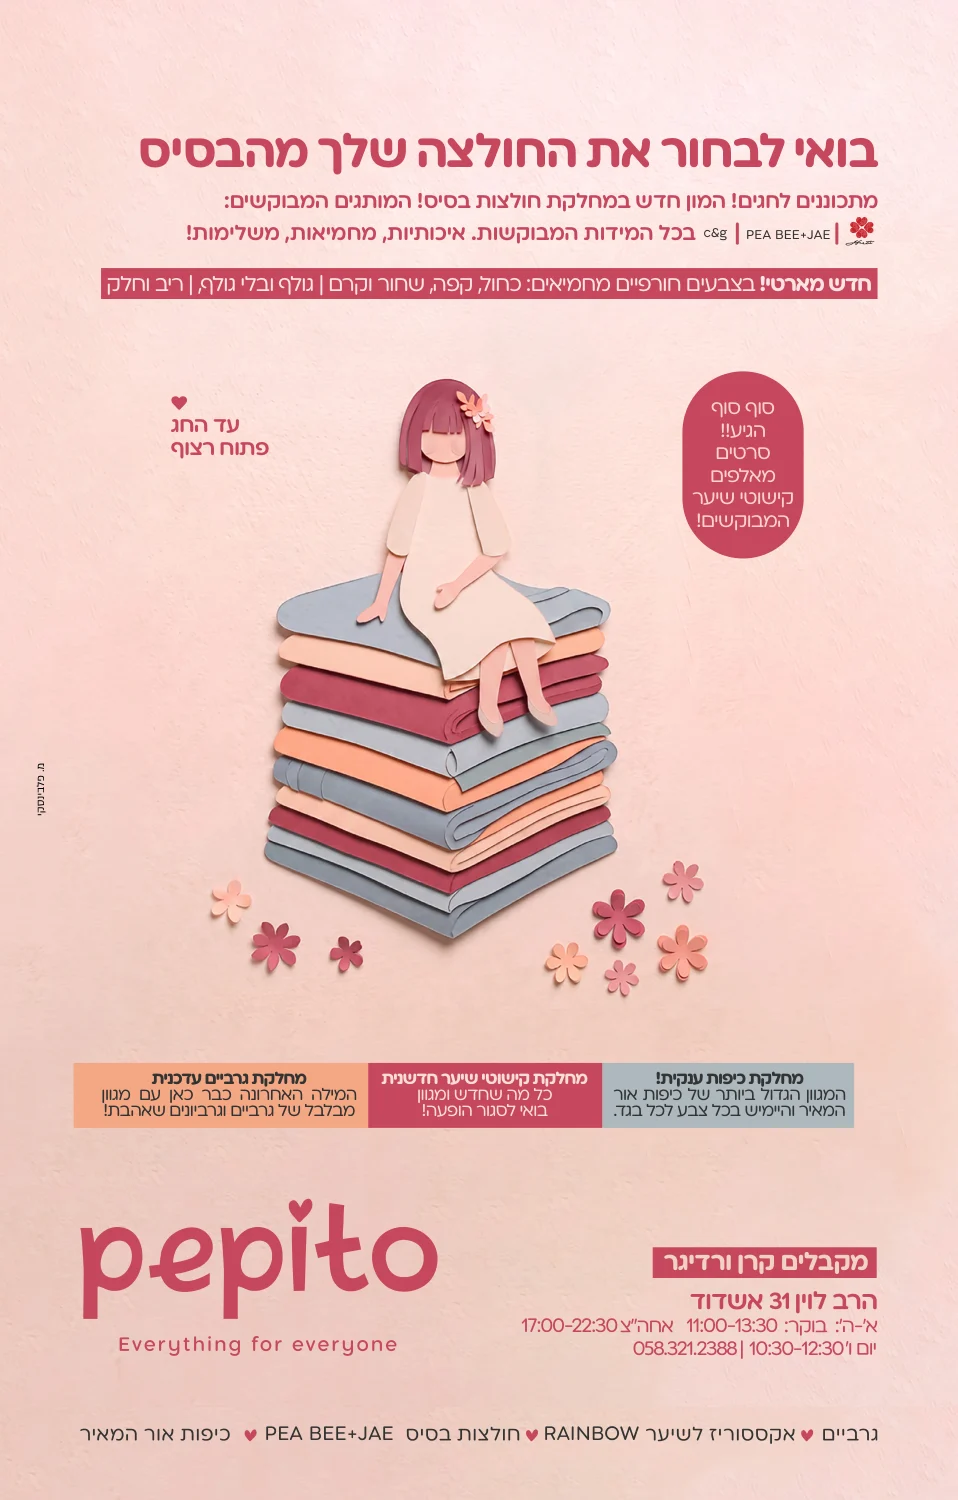 בואי לבחור את החולצה שלך מהבסיס
מתכוננים לחגים! המון חדש במחלקת חולצות בסיס! המותגים המבוקשים:
| PEA BEE+JAE | c&g בכל המידות המבוקשות. איכותיות, מחמיאות, משלימות!
חדש מארטי! בצבעים חורפיים מחמיאים: כחול, קפה, שחור וקרם | גולף ובלי גולף, | ריב וחלק
סוף סוף
הגיע!!
סרטים
מאלפים
קישוטי שיער
המבוקשים!
עד החג
פתוח רצוף
מ. פלבינסקי
מחלקת כיפות ענקית!
המגוון הגדול ביותר של כיפות אור
המאיר והיימיש בכל צבע לכל בגד.
מחלקת קישוטי שיער חדשנית
כל מה שחדש ומגוון
בואי לסגור הופעה!
מחלקת גרביים עדכנית
המילה האחרונה כבר כאן עם מגוון
מבלבל של גרביים וגרביונים שאהבת!
מקבלים קרן ורדיגר
הרב לוין 31 אשדוד
א'-ה': בוקר: 11:00-13:30 אחה"צ 17:00-22:30
יום ו' 10:30-12:30 | 058.321.2388
pepito
Everything for everyone
גרביים אקססוריז לשיער RAINBOW חולצות בסיס PEA BEE+JAE כיפות אור המאיר